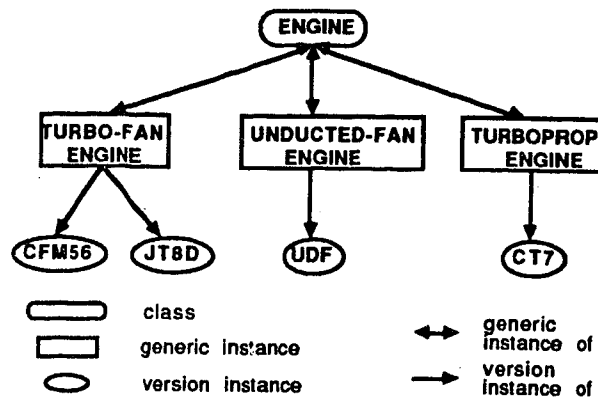 ENGINE
TURBO-FAN
ENGINE
UNDUCTED-FAN
ENGINE
TURBOPROP
ENGINE
CFM56
JT8D
UDF
CT7
class
generic instance
version instance
generic
instance of
version
instance of